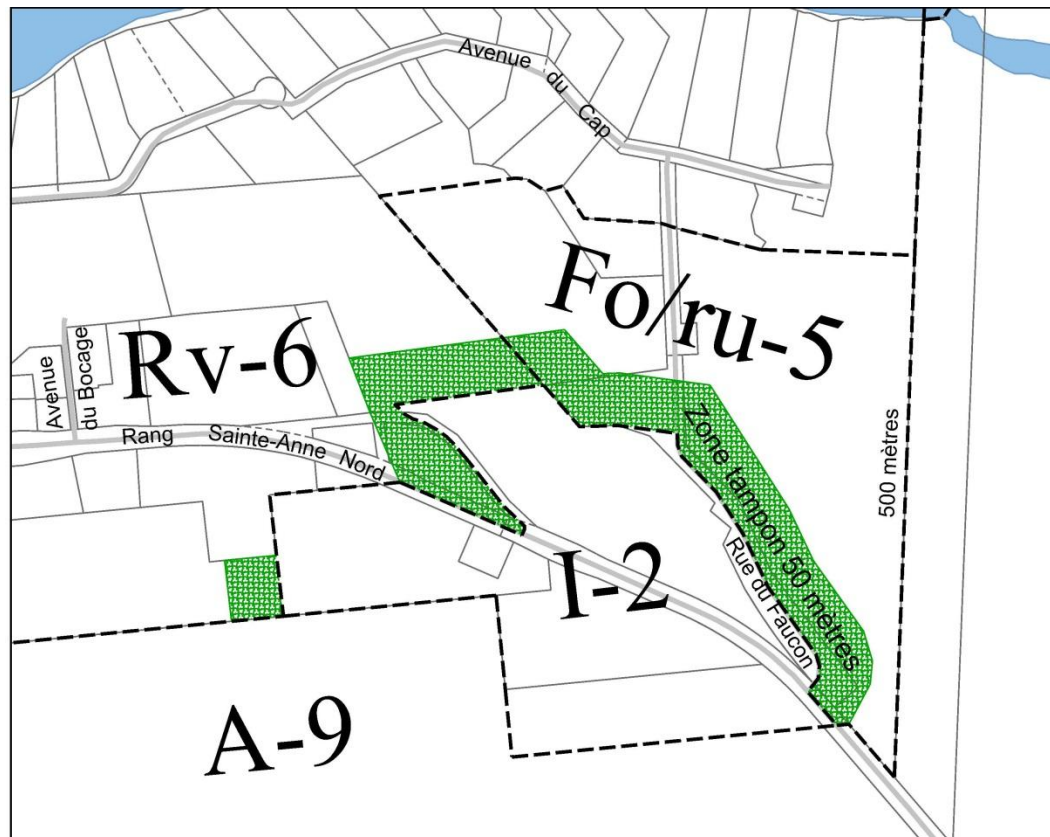 Avenue du Cap
Fo/ru-5
Rv-6
Avenue
du Bocage
Rang Sainte-Anne Nord
Zone tampon 50 mètres
500 mètres
Rue du Faucon
I-2
A-9